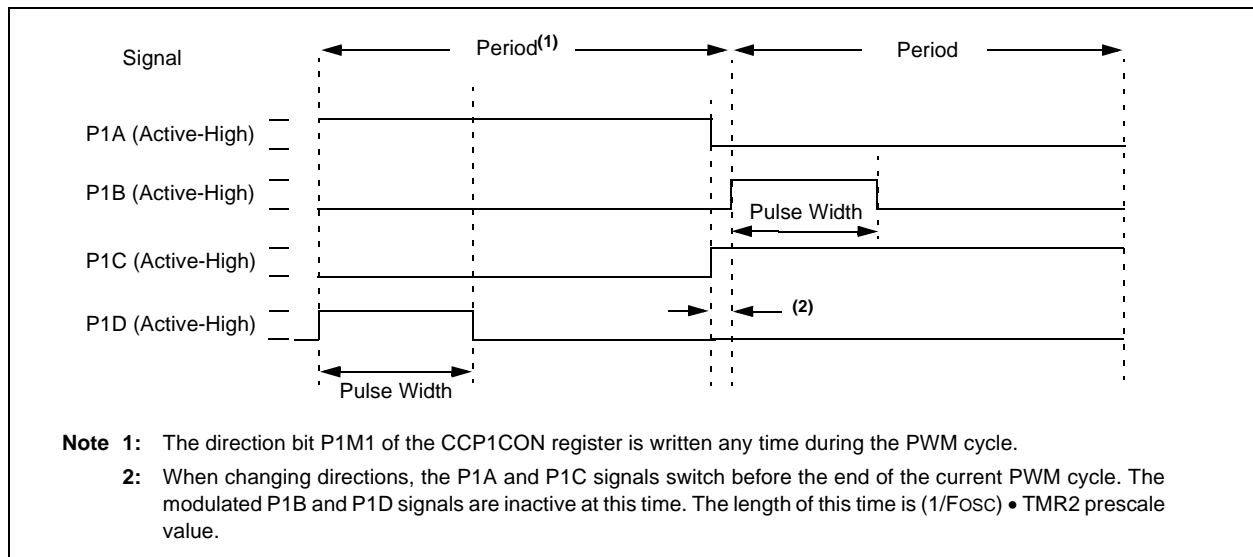 Signal
Period(1)
Period
P1A (Active-High)
P1B (Active-High)
Pulse Width
P1C (Active-High)
(2)
P1D (Active-High)
Pulse Width
Note 1: The direction bit P1M1 of the CCP1CON register is written any time during the PWM cycle.
2: When changing directions, the P1A and P1C signals switch before the end of the current PWM cycle. The
modulated P1B and P1D signals are inactive at this time. The length of this time is (1/FOSC) • TMR2 prescale
value.